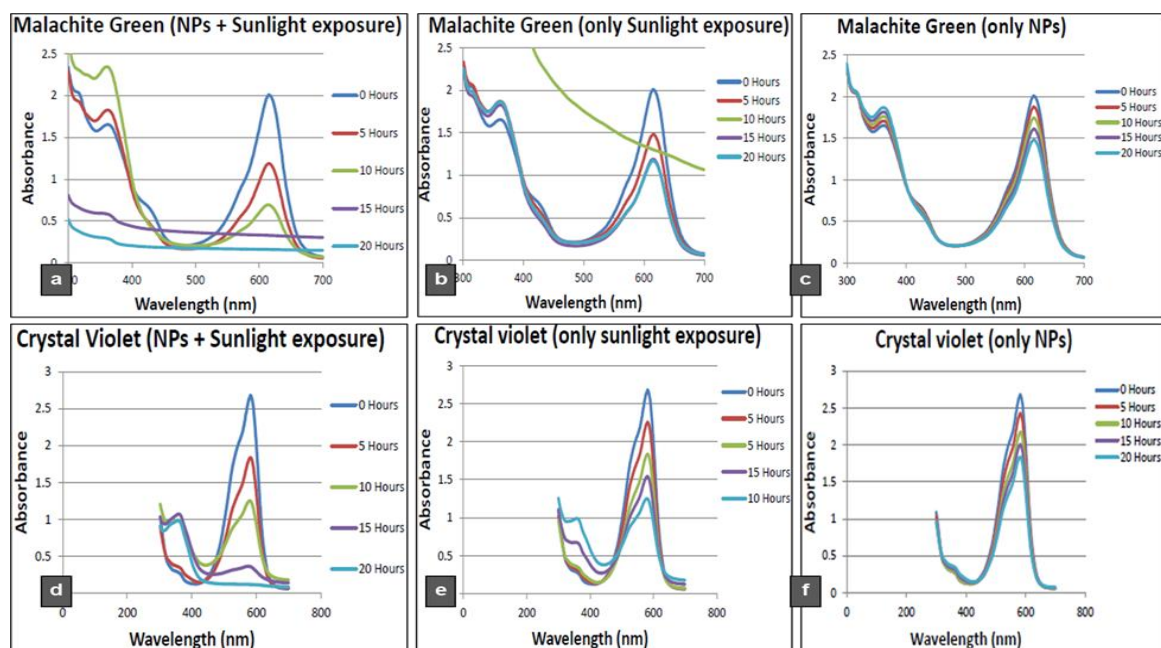 Malachite Green (NPs + Sunlight exposure)
2.5
2
1.5
1
0.5
0
Absorbance
0 Hours
5 Hours
10 Hours
15 Hours
20 Hours
a
400
500
600
700
Wavelength (nm)
Malachite Green (only Sunlight exposure)
2.5
2
1.5
1
0.5
0
Absorbance
0 Hours
5 Hours
10 Hours
15 Hours
20 Hours
b
300
400
500
600
700
Wavelength (nm)
Malachite Green (only NPs)
2.5
2
1.5
1
0.5
0
Absorbance
0 Hours
5 Hours
10 Hours
15 Hours
20 Hours
c
300
400
500
600
700
Wavelength (nm)
Crystal Violet (NPs + Sunlight exposure)
3
2.5
2
1.5
1
0.5
Absorbance
0 Hours
5 Hours
10 Hours
15 Hours
20 Hours
d
0
200
400
600
800
Wavelength (nm)
Crystal violet (only sunlight exposure)
3
2.5
2
1.5
1
0.5
Absorbance
0 Hours
5 Hours
5 Hours
15 Hours
10 Hours
e
0
200
400
600
800
Wavelength (nm)
Crystal violet (only NPs)
3
2.5
2
1.5
1
0.5
Absorbance
0 Hours
5 Hours
10 Hours
15 Hours
20 Hours
f
0
200
400
600
800
Wavelength (nm)